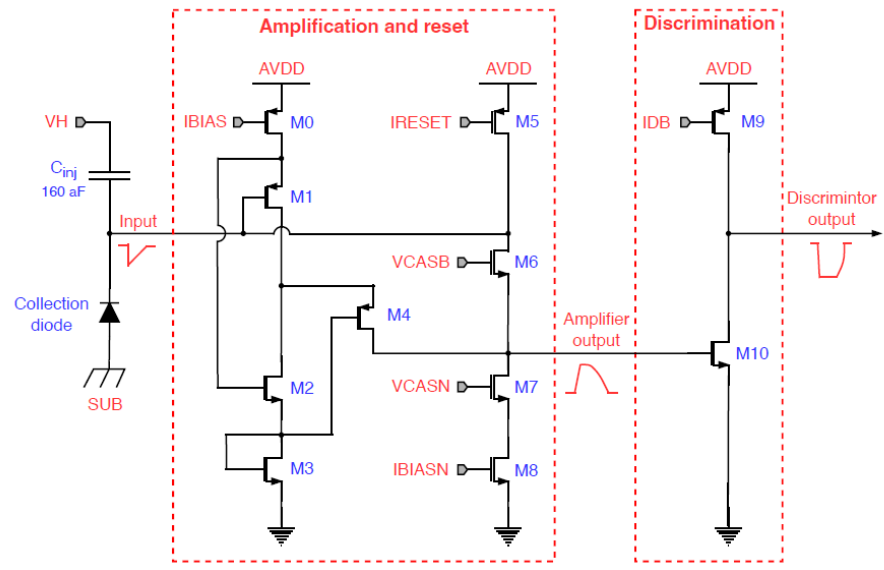 Amplification and reset
Discrimination
AVDD
AVDD
AVDD
VH
IBIAS
M0
IRESET
M5
IDB
M9
Cinj
160 aF
M1
Input
Discrimintor
output
VCASB
M6
Collection
diode
M4
Amplifier
output
M10
M2
VCASN
M7
SUB
M3
IBIASN
M8